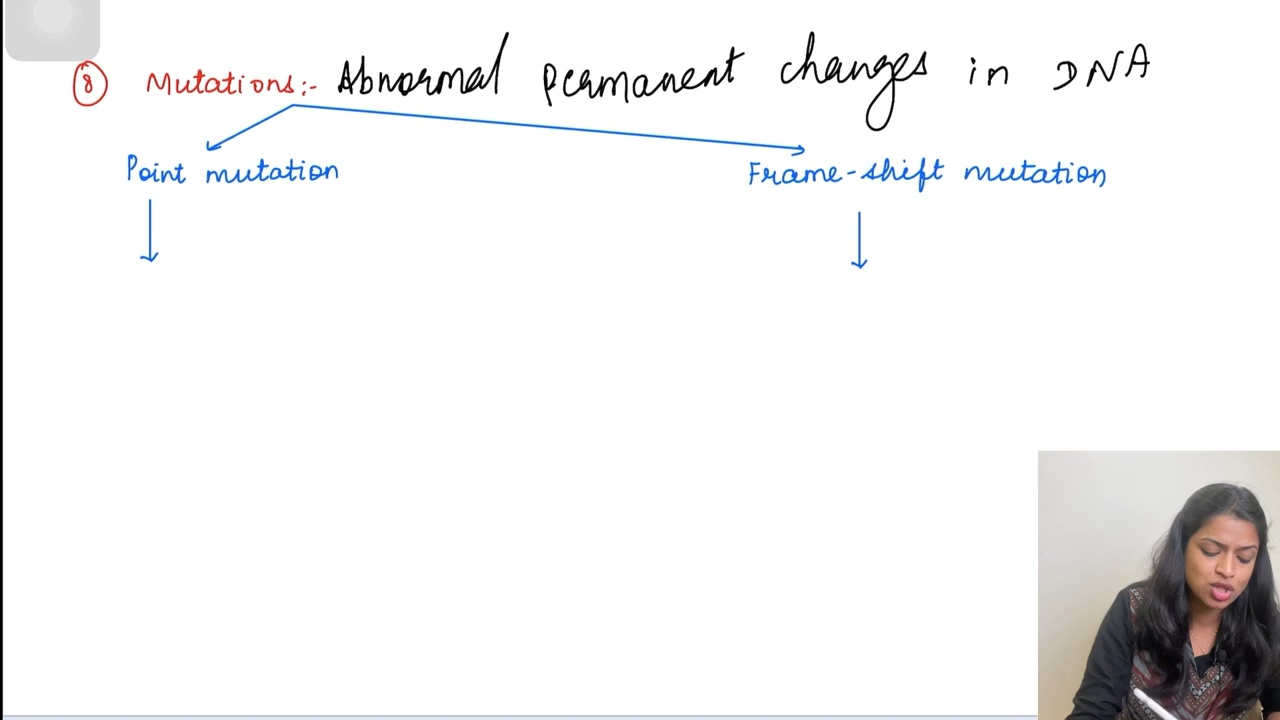 8 Mutations:- Abnormal permanent changes in DNA
Point mutation Frame-shift mutation